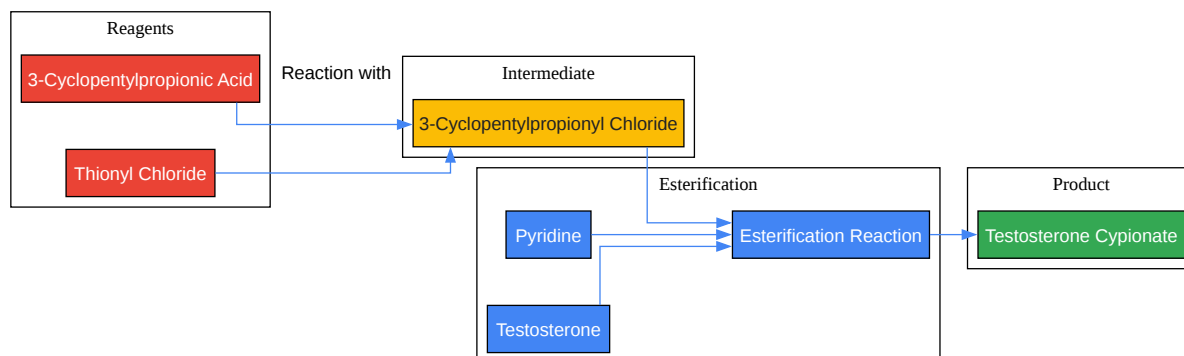 Reagents
3-Cyclopentylpropionic Acid
Thionyl Chloride
Reaction with
Intermediate
3-Cyclopentylpropionyl Chloride
Esterification
Pyridine
Esterification Reaction
Testosterone
Product
Testosterone Cypionate